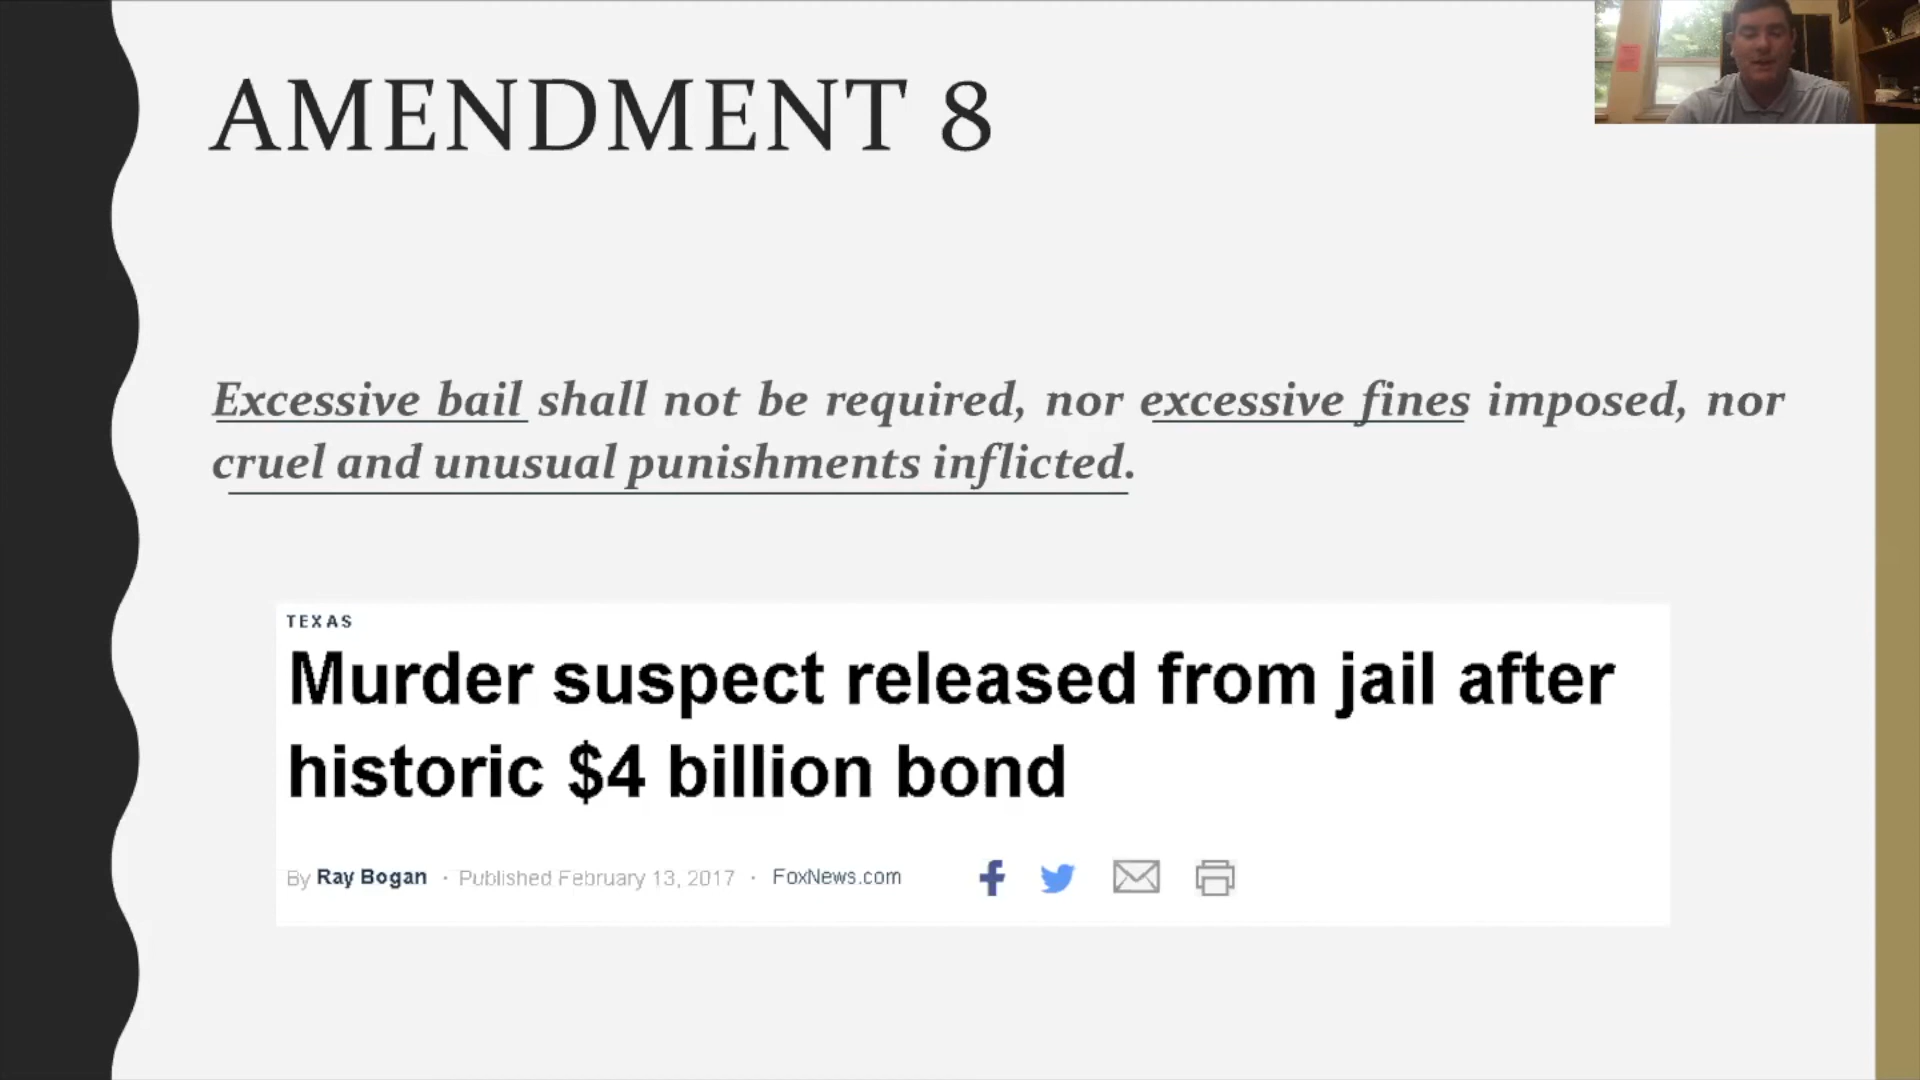 AMENDMENT 8
Excessive bail shall not be required, nor excessive fines imposed, nor
cruel and unusual punishments inflicted.
TEXAS
Murder suspect released from jail after
historic $4 billion bond
By Ray Bogan · Published February 13, 2017 · FoxNews.com